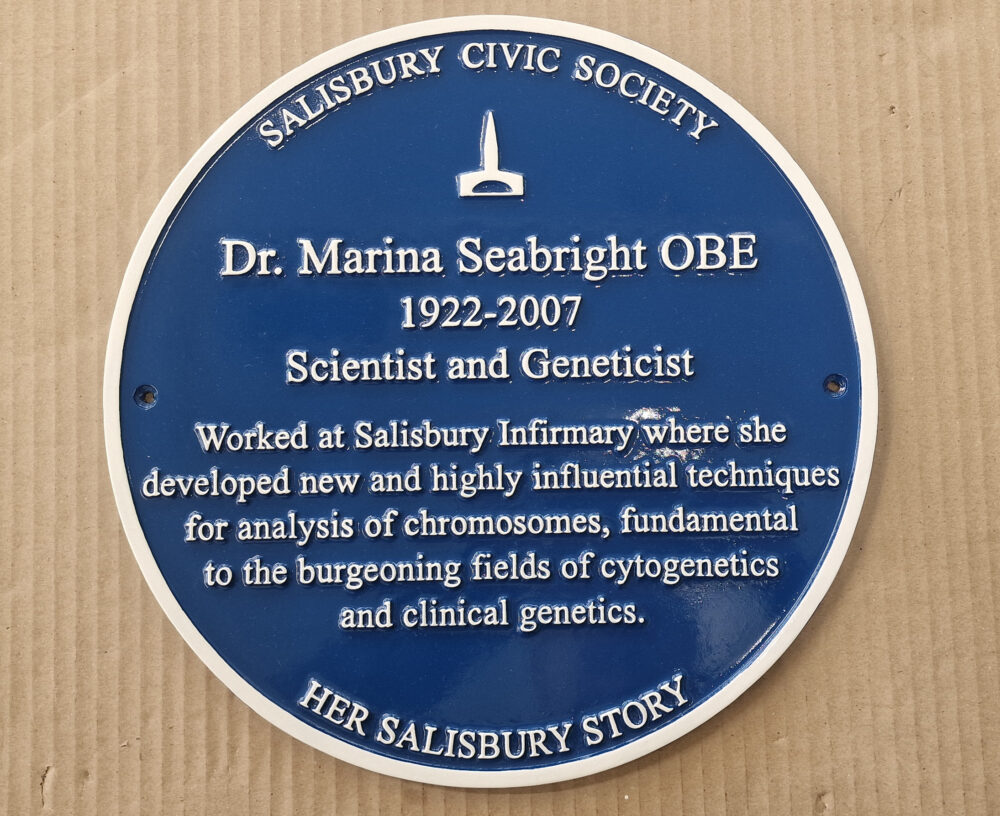 SALISBURY CIVIC SOCIETY
Dr. Marina Seabright OBE
1922-2007
Scientist and Geneticist
Worked at Salisbury Infirmary where she
developed new and highly influential techniques
for analysis of chromosomes, fundamental
to the burgeoning fields of cytogenetics
and clinical genetics.
HER SALISBURY STORY